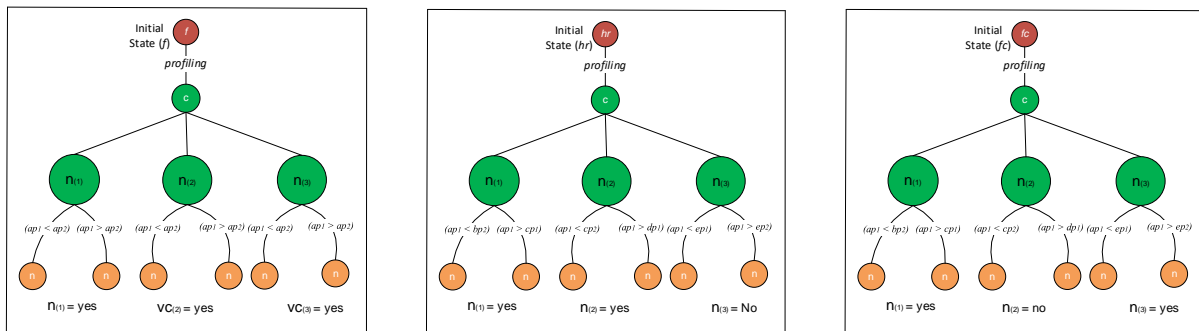 Initial
State (f)
f
profiling
c
n(1)
n(2)
n(3)
(ap1 < ap2)
(ap1 > ap2)
(ap1 < ap2)
(ap1 > ap2)
(ap1 < ap2)
(ap1 > ap2)
n
n
n
n
n
n
n(1) = yes
vc(2) = yes
vc(3) = yes
Initial
State (hr)
hr
profiling
c
n(1)
n(2)
n(3)
(ap1 < bp2)
(ap1 > cp1)
(ap1 < cp2)
(ap1 > dp1)
(ap1 < ep1)
(ap1 > ep2)
n
n
n
n
n
n
n(1) = yes
n(2) = yes
n(3) = No
Initial
State (fc)
fc
profiling
c
n(1)
n(2)
n(3)
(ap1 < bp2)
(ap1 > cp1)
(ap1 < cp2)
(ap1 > dp1)
(ap1 < ep1)
(ap1 > ep2)
n
n
n
n
n
n
n(1) = yes
n(2) = no
n(3) = yes